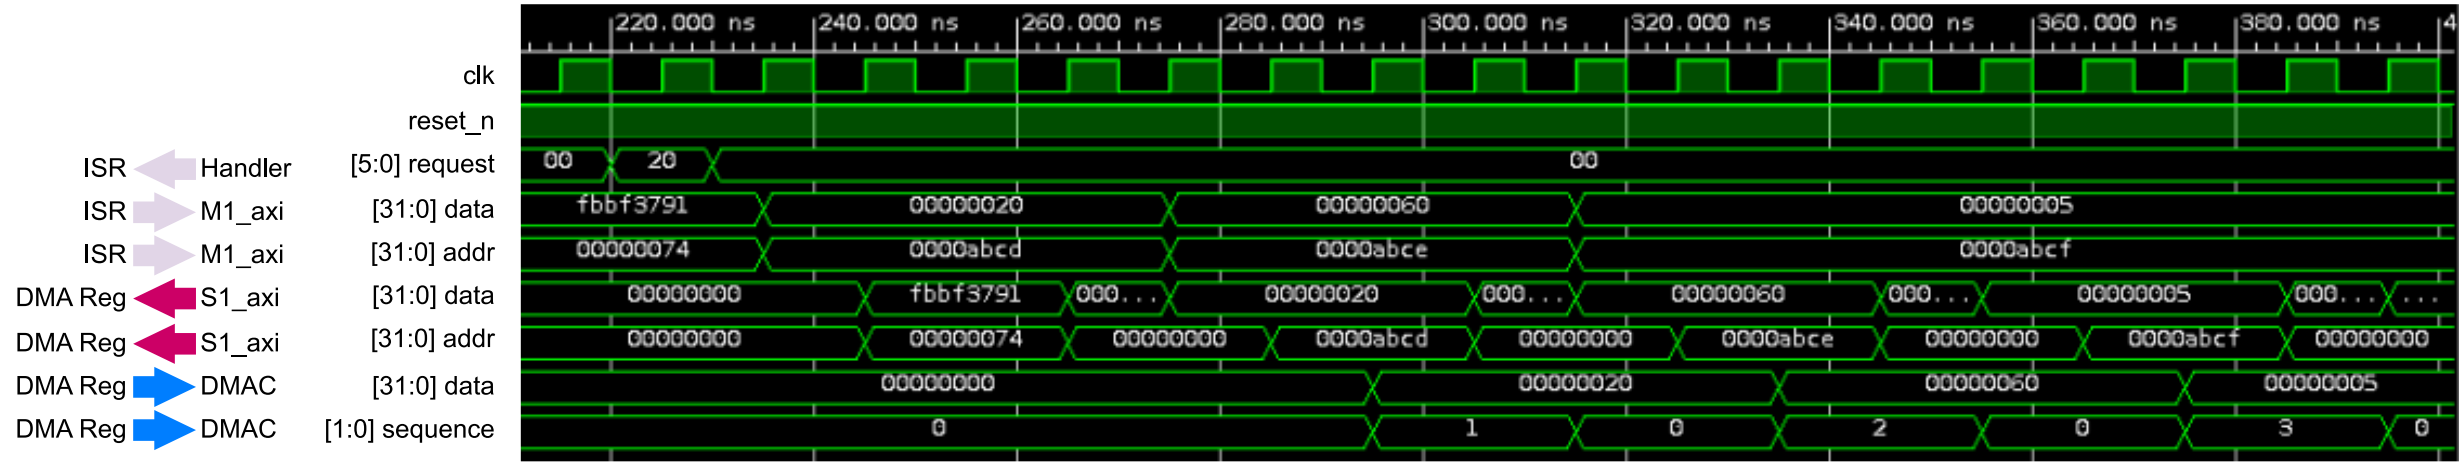 220.000 ns 240.000 ns 260.000 ns 280.000 ns 300.000 ns 320.000 ns 340.000 ns 360.000 ns 380.000 ns 4
clk
reset_n
ISR Handler [5:0] request 00 20 00
ISR M1_axi [31:0] data fbbf3791 00000020 00000060 00000005
ISR M1_axi [31:0] addr 00000074 0000abcd 0000abce 0000abcf
DMA Reg S1_axi [31:0] data 00000000 fbbf3791 000... 00000020 000... 00000060 000... 00000005 000... ...
DMA Reg S1_axi [31:0] addr 00000000 00000074 00000000 0000abcd 00000000 0000abce 00000000 0000abcf 00000000
DMA Reg DMAC [31:0] data 00000000 00000020 00000060 00000005
DMA Reg DMAC [1:0] sequence 0 1 0 2 0 3 0